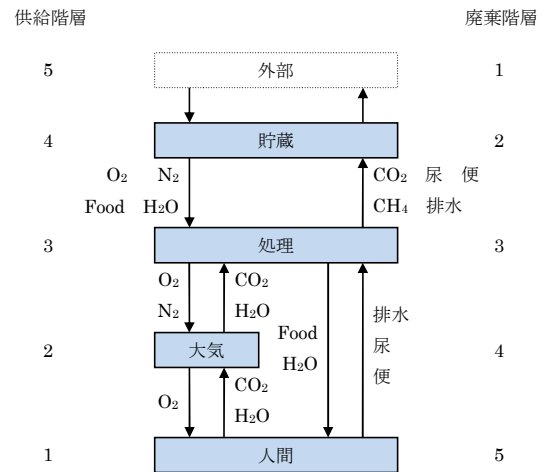 供給階層 廃棄階層
5 外部 1
4 貯蔵 2
O₂ N₂ CO₂ 尿 便
Food H₂O CH₄ 排水
3 処理 3
O₂ CO₂
N₂ H₂O
Food 排水
2 大気 H₂O 尿 4
便
O₂ CO₂
H₂O
1 人間 5